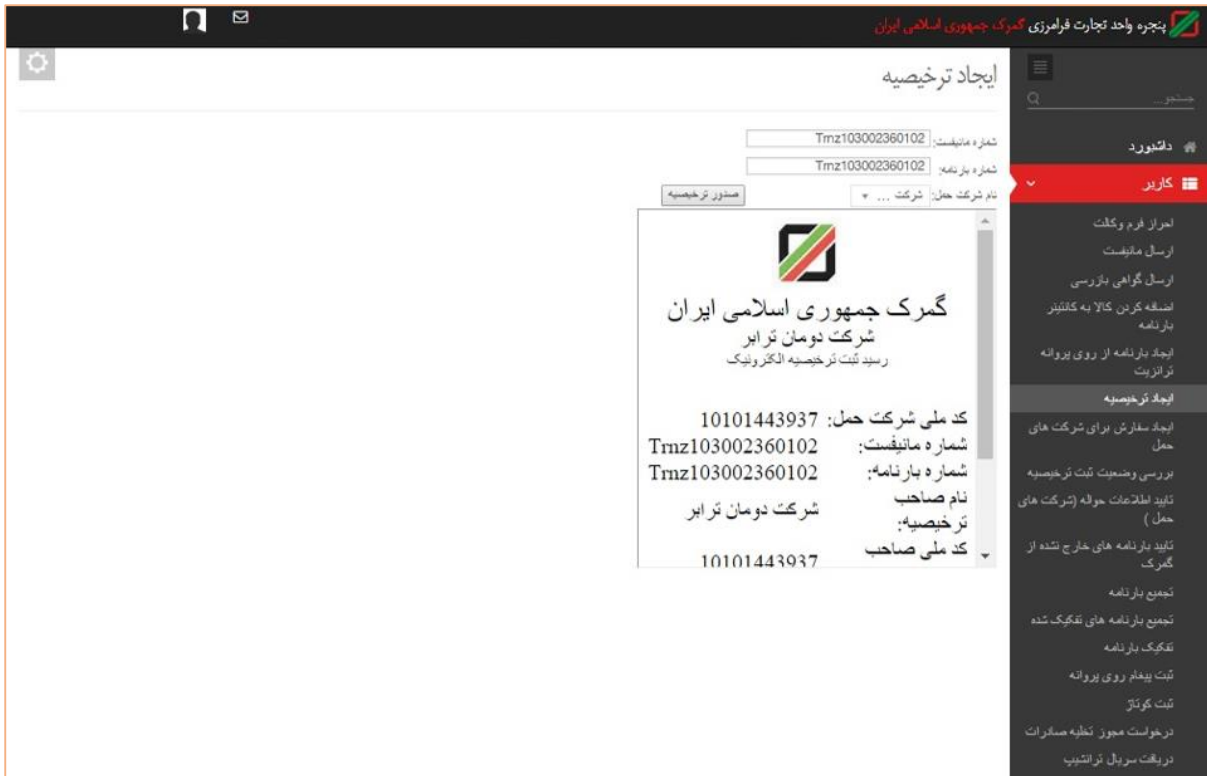 پنجره واحد تجارت فرامرزی گمرک جمهوری اسلامی ایران
جستجو...
داشبورد
کاربر
احراز فرم وکالت
ارسال مانیفست
ارسال گواهی بازرسی
اضافه کردن کالا به کانتینر
بارنامه
ایجاد بارنامه از روی پروانه
ترانزیت
ایجاد ترخیصیه
ایجاد سفارش برای شرکت های
حمل
بررسی وضعیت ثبت ترخیصیه
تایید اطلاعات حواله (شرکت های
حمل )
تایید بارنامه های خارج نشده از
گمرک
تجمیع بارنامه
تجمیع بارنامه های تفکیک شده
تفکیک بارنامه
ثبت پیغام روی پروانه
ثبت کوتاژ
درخواست مجوز تخلیه صادرات
دریافت سریال ترانشیپ
ایجاد ترخیصیه
شماره مانیفست: Trnz103002360102
شماره بارنامه: Trnz103002360102
نام شرکت حمل: شرکت ... صدور ترخیصیه
گمرک جمهوری اسلامی ایران
شرکت دومان ترابر
رسید ثبت ترخیصیه الکترونیک
کد ملی شرکت حمل: 10101443937
شماره مانیفست: Trnz103002360102
شماره بارنامه: Trnz103002360102
نام صاحب
ترخیصیه: شرکت دومان ترابر
کد ملی صاحب 10101443937